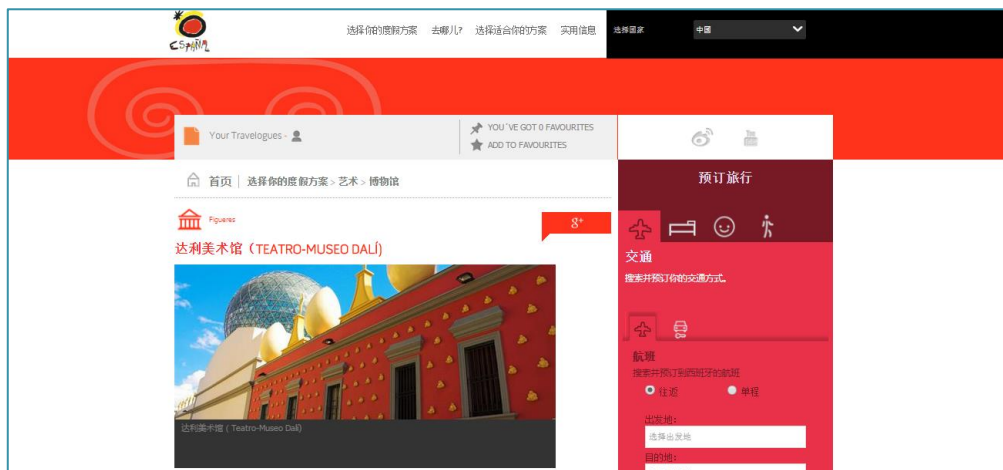 ESPAÑA
选择你的度假方案 去哪儿? 选择适合你的方案 实用信息 选择国家 中國
Your Travelogues -
YOU´VE GOT 0 FAVOURITES
ADD TO FAVOURITES
首页 | 选择你的度假方案 > 艺术 > 博物馆
Figueres
g+
达利美术馆（TEATRO-MUSEO DALÍ)
达利美术馆 ( Teatro-Museo Dalí)
预订旅行
交通
搜索并预订你的交通方式。
航班
搜索并预订到西班牙的航班
往返 单程
出发地:
选择出发地
目的地: